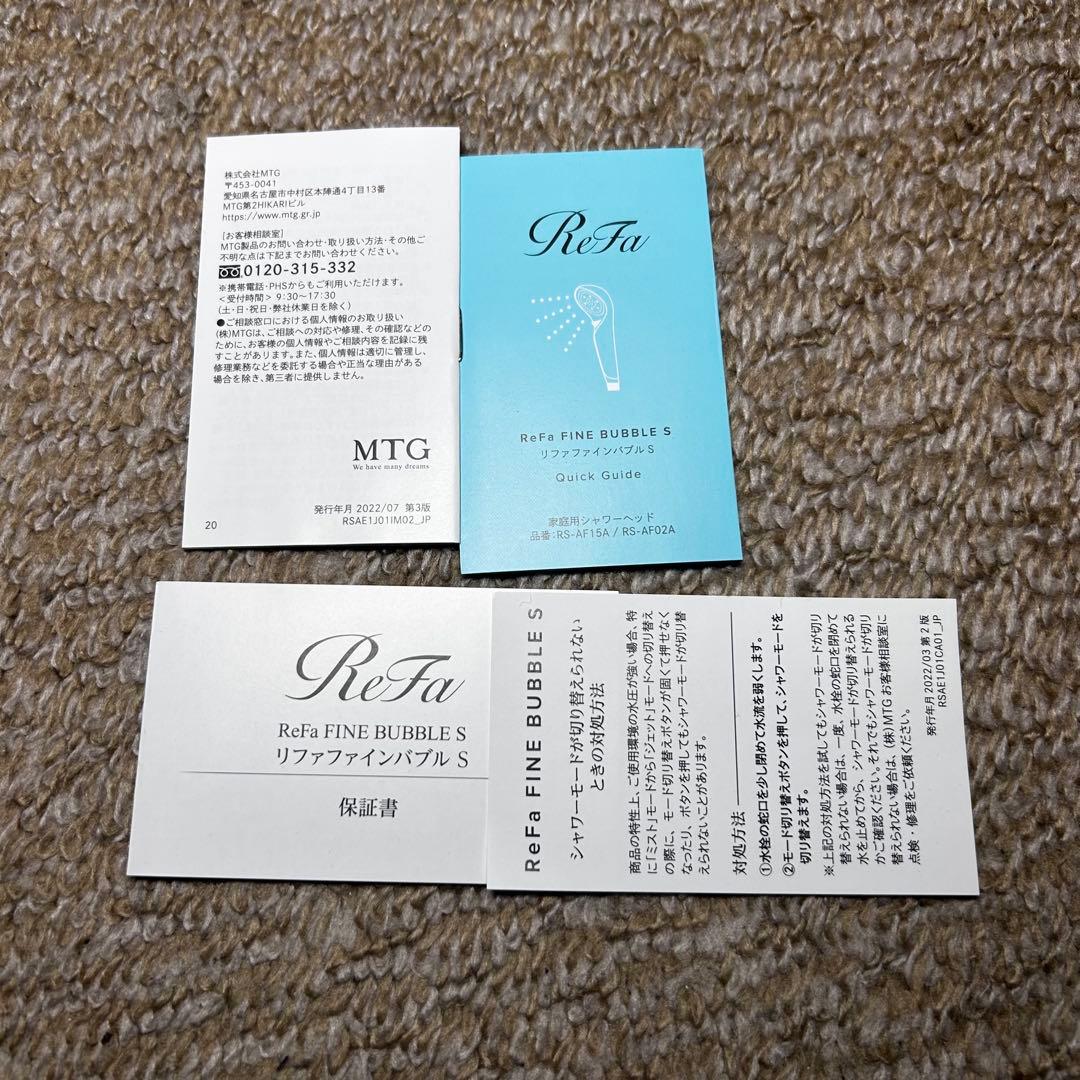 株式会社MTG
〒453-0041
愛知県名古屋市中村区本陣通4丁目13番
MTG第2HIKARIビル
https://www.mtg.gr.jp
[お客様相談室]
MTG製品のお問い合わせ・取り扱い方法・その他ご
不明な点は下記までお問い合わせください。
0120-315-332
※携帯電話・PHSからもご利用いただけます。
<受付時間> 9:30~17:30
(土・日・祝日・弊社休業日を除く)
●ご相談窓口における個人情報のお取り扱い
(株)MTGは、ご相談への対応や修理、その確認などの
ために、お客様の個人情報やご相談内容を記録に残
すことがあります。また、個人情報は適切に管理し、
修理業務などを委託する場合や正当な理由がある
場合を除き、第三者に提供しません。
MTG
We have many dreams
発行年月 2022/07 第3版
RSAE1J01IM02_JP
20
ReFa
ReFa FINE BUBBLE S
リファファインバブル S
Quick Guide
家庭用シャワーヘッド
品番:RS-AF15A / RS-AF02A
ReFa
ReFa FINE BUBBLE S
リファファインバブル S
保証書
ReFa FINE BUBBLE S
シャワーモードが切り替えられない
ときの対処方法
商品の特性上、ご使用環境の水圧が強い場合、特
に「ミスト」モードから「ジェット」モードへの切り替え
の際に、モード切り替えボタンが固くて押せなく
なったり、ボタンを押してもシャワーモードが切り替
えられないことがあります。
対処方法
①水栓の蛇口を少し閉めて水流を弱くします。
②モード切り替えボタンを押して、シャワーモードを
切り替えます。
※上記の対処方法を試してもシャワーモードが切り
替えられない場合は、一度、水栓の蛇口を閉めて
水を止めてから、シャワーモードが切り替えられる
かご確認ください。それでもシャワーモードが切り
替えられない場合は、(株)MTG お客様相談室に
点検・修理をご依頼ください。
発行年月 2022/03 第2版
RSAE1J01CA01_JP